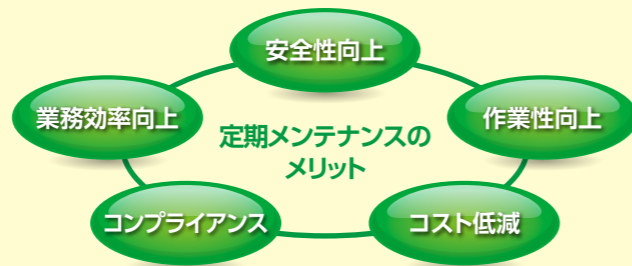 安全性向上
業務効率向上
作業性向上
定期メンテナンスの
メリット
コンプライアンス
コスト低減